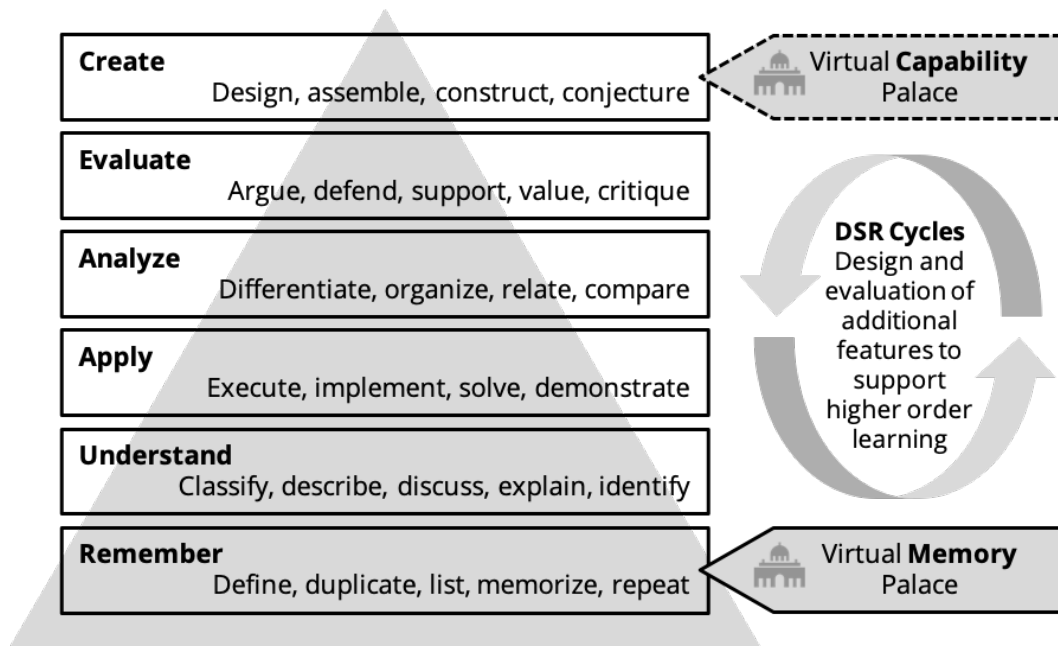 Create
Design, assemble, construct, conjecture
Evaluate
Argue, defend, support, value, critique
Analyze
Differentiate, organize, relate, compare
Apply
Execute, implement, solve, demonstrate
Understand
Classify, describe, discuss, explain, identify
Remember
Define, duplicate, list, memorize, repeat
Virtual Capability
Palace
DSR Cycles
Design and
evaluation of
additional
features to
support
higher order
learning
Virtual Memory
Palace